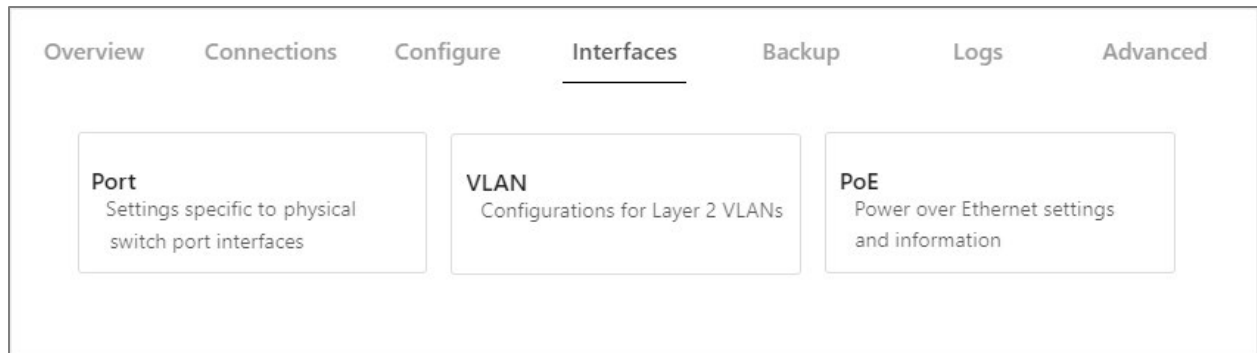 Overview Connections Configure Interfaces Backup Logs Advanced
Port
Settings specific to physical
switch port interfaces
VLAN
Configurations for Layer 2 VLANs
PoE
Power over Ethernet settings
and information